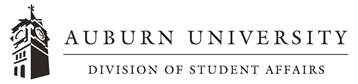 AUBURN UNIVERSITY
DIVISION OF STUDENT AFFAIRS